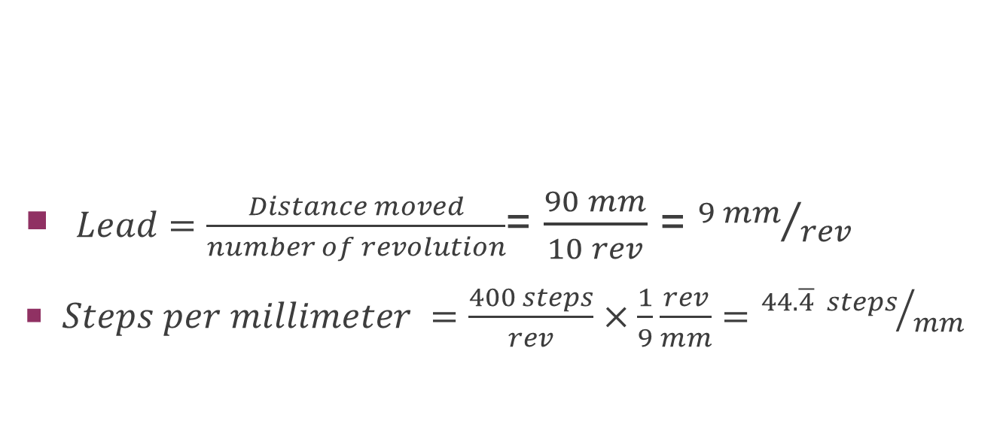 ▪ Lead = Distance moved / number of revolution = 90 mm / 10 rev = 9 mm/rev
▪ Steps per millimeter = 400 steps / rev × 1/9 rev/mm = 44.4̅ steps/mm